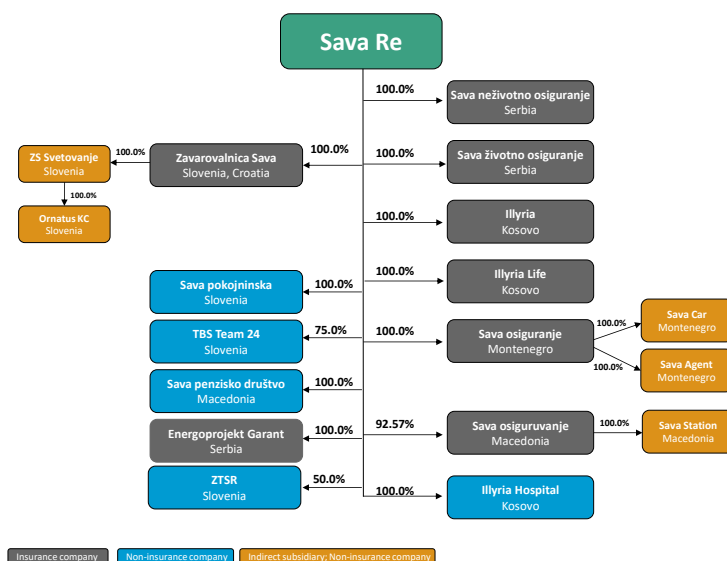 Sava Re
100.0%
Sava neživotno osiguranje
Serbia
100.0%
ZS Svetovanje
Slovenia
100.0%
Zavarovalnica Sava
Slovenia, Croatia
100.0%
100.0%
Sava životno osiguranje
Serbia
100.0%
Ornatus KC
Slovenia
100.0%
Illyria
Kosovo
Sava pokojninska
Slovenia
100.0%
100.0%
Illyria Life
Kosovo
TBS Team 24
Slovenia
75.0%
100.0%
Sava osiguranje
Montenegro
100.0%
Sava Car
Montenegro
100.0%
Sava Agent
Montenegro
Sava penzisko društvo
Macedonia
100.0%
Energoprojekt Garant
Serbia
100.0%
92.57%
Sava osiguruvanje
Macedonia
100.0%
Sava Station
Macedonia
ZTSR
Slovenia
50.0%
100.0%
Illyria Hospital
Kosovo
Insurance company
Non-insurance company
Indirect subsidiary; Non-insurance company